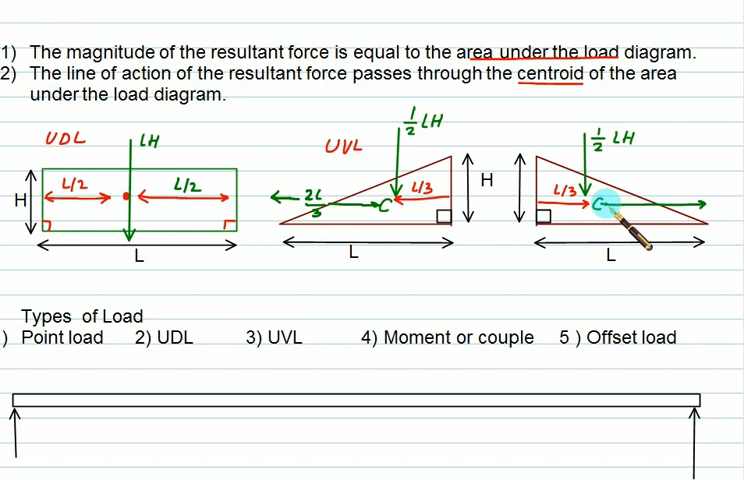 1) The magnitude of the resultant force is equal to the area under the load diagram.
2) The line of action of the resultant force passes through the centroid of the area
under the load diagram.
UDL LH UVL 1/2 LH 1/2 LH
H L/2 L/2 2L/3 C L/3 H L/3 C
L L L
Types of Load
) Point load 2) UDL 3) UVL 4) Moment or couple 5 ) Offset load